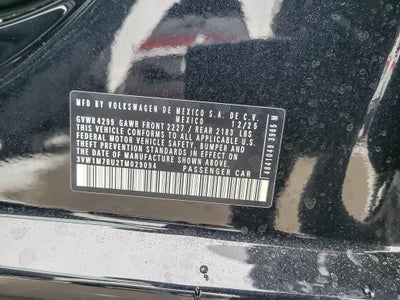 MFD BY VOLKSWAGEN DE MEXICO S.A. DE C.V.
MEXICO 12/25
GVWR4299 GAWR FRONT 2227 / REAR 2183 LBS
THIS VEHICLE CONFORMS TO ALL APPLICABLE U.S.
FEDERAL MOTOR VEHICLE SAFETY, BUMPER AND
THEFT PREVENTION STANDARDS IN EFFECT ON
THE DATE OF MANUFACTURE SHOWN ABOVE
PASSENGER CAR